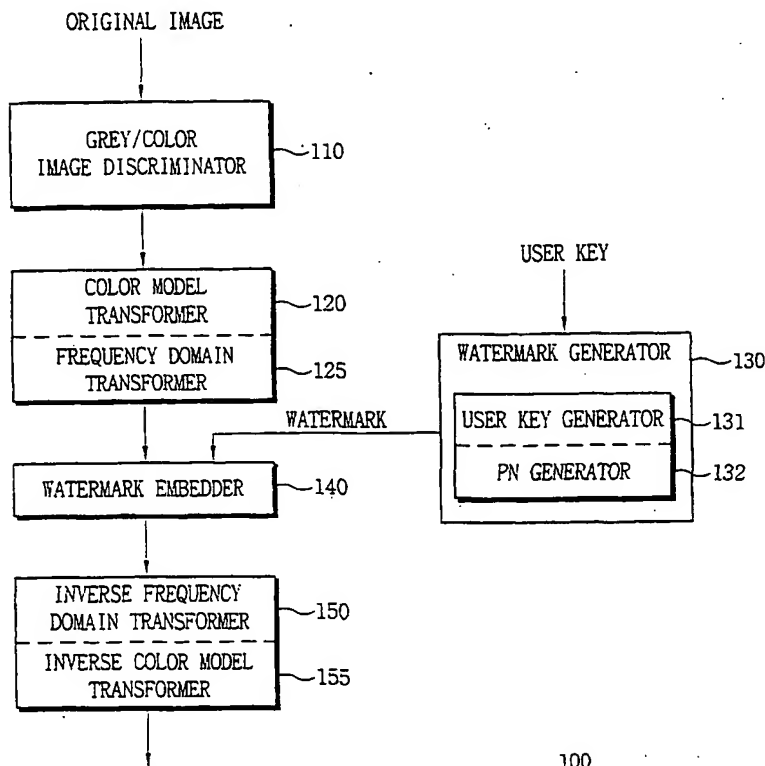 ORIGINAL IMAGE
GREY/COLOR
IMAGE DISCRIMINATOR
110
COLOR MODEL
TRANSFORMER
120
FREQUENCY DOMAIN
TRANSFORMER
125
USER KEY
WATERMARK GENERATOR
130
USER KEY GENERATOR
131
PN GENERATOR
132
WATERMARK
WATERMARK EMBEDDER
140
INVERSE FREQUENCY
DOMAIN TRANSFORMER
150
INVERSE COLOR MODEL
TRANSFORMER
155
100